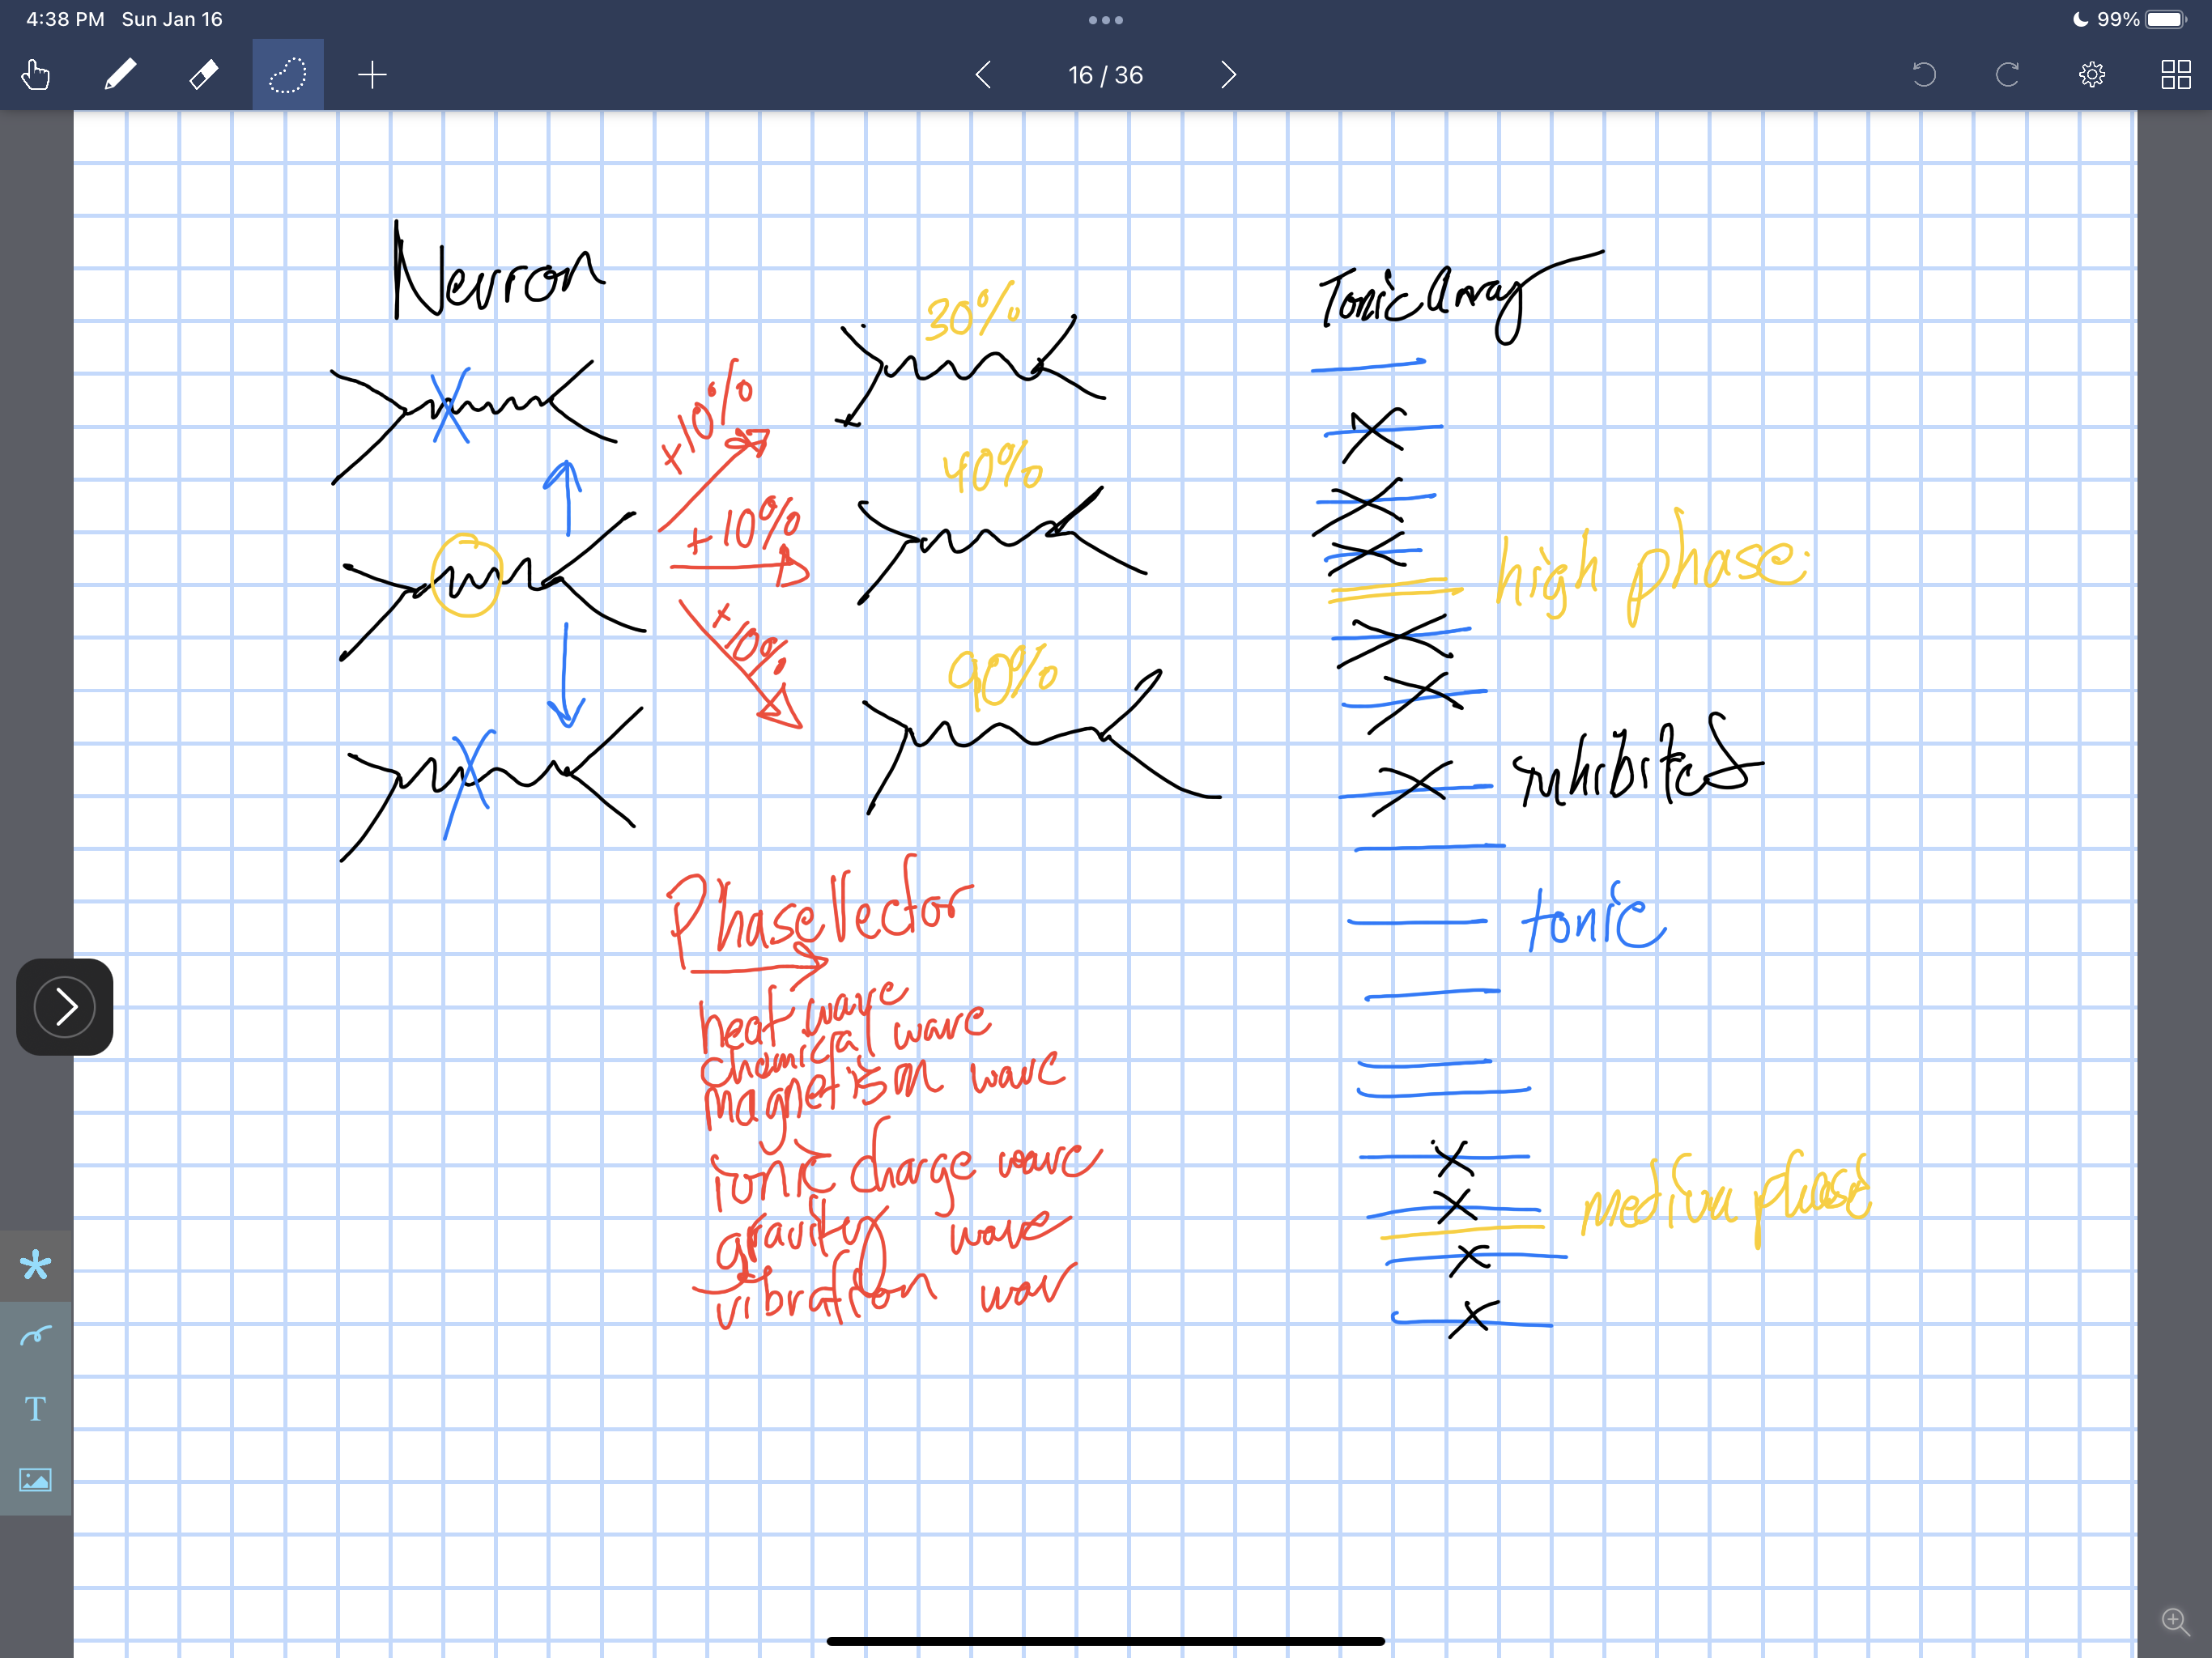 4:38 PM Sun Jan 16
99%
16 / 36
Neuron
+10%
+10%
+10%
30%
40%
90%
Phase Vector
heat wave
chemical wave
magnetism wave
ionic charge wave
gravity wave
vibration wav
Tonic Array
high phase
inhibited
tonic
medium phase
T